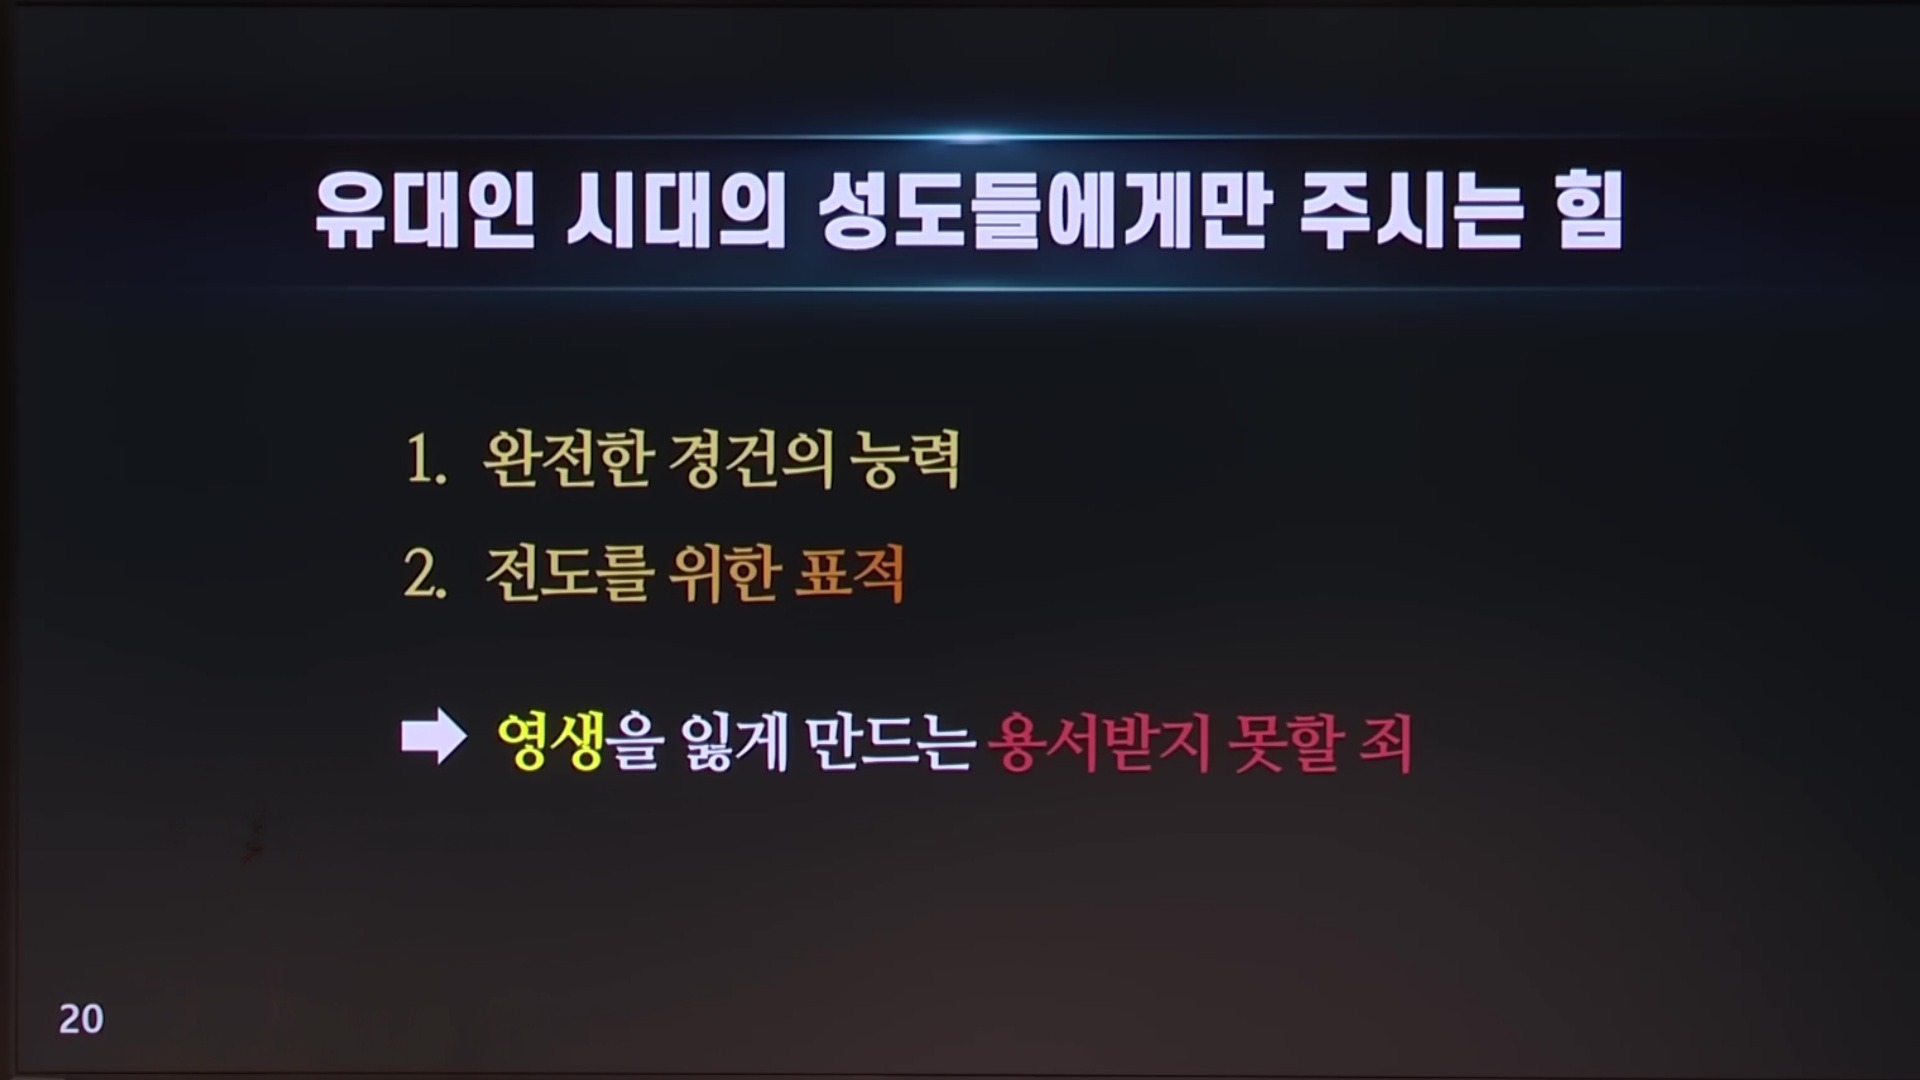 유대인 시대의 성도들에게만 주시는 힘
1. 완전한 경건의 능력
2. 전도를 위한 표적
➡ 영생을 잃게 만드는 용서받지 못할 죄
20